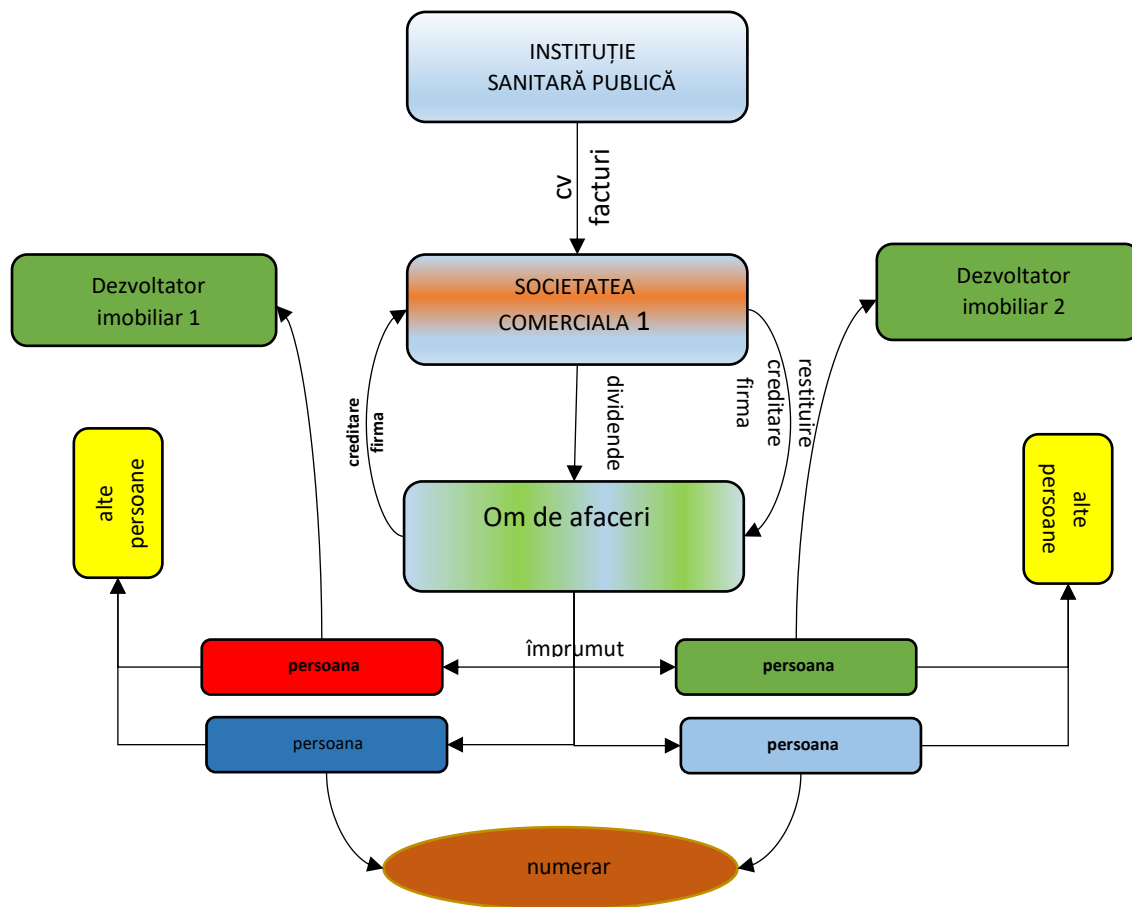 INSTITUȚIE
SANITARĂ PUBLICĂ
cv
facturi
Dezvoltator
imobiliar 1
SOCIETATEA
COMERCIALA 1
Dezvoltator
imobiliar 2
creditare
firma
dividende
restituire
creditare
firma
alte
persoane
Om de afaceri
alte
persoane
împrumut
persoana
persoana
persoana
persoana
numerar